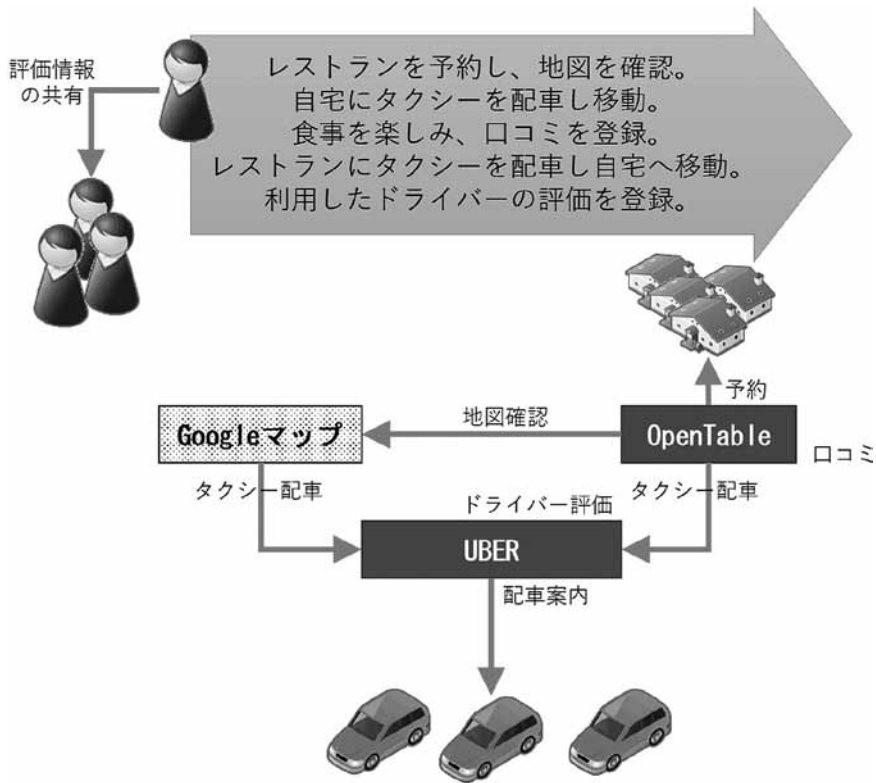 評価情報
の共有
レストランを予約し、地図を確認。
自宅にタクシーを配車し移動。
食事を楽しみ、口コミを登録。
レストランにタクシーを配車し自宅へ移動。
利用したドライバーの評価を登録。
予約
地図確認
Googleマップ
OpenTable
口コミ
タクシー配車
タクシー配車
ドライバー評価
UBER
配車案内